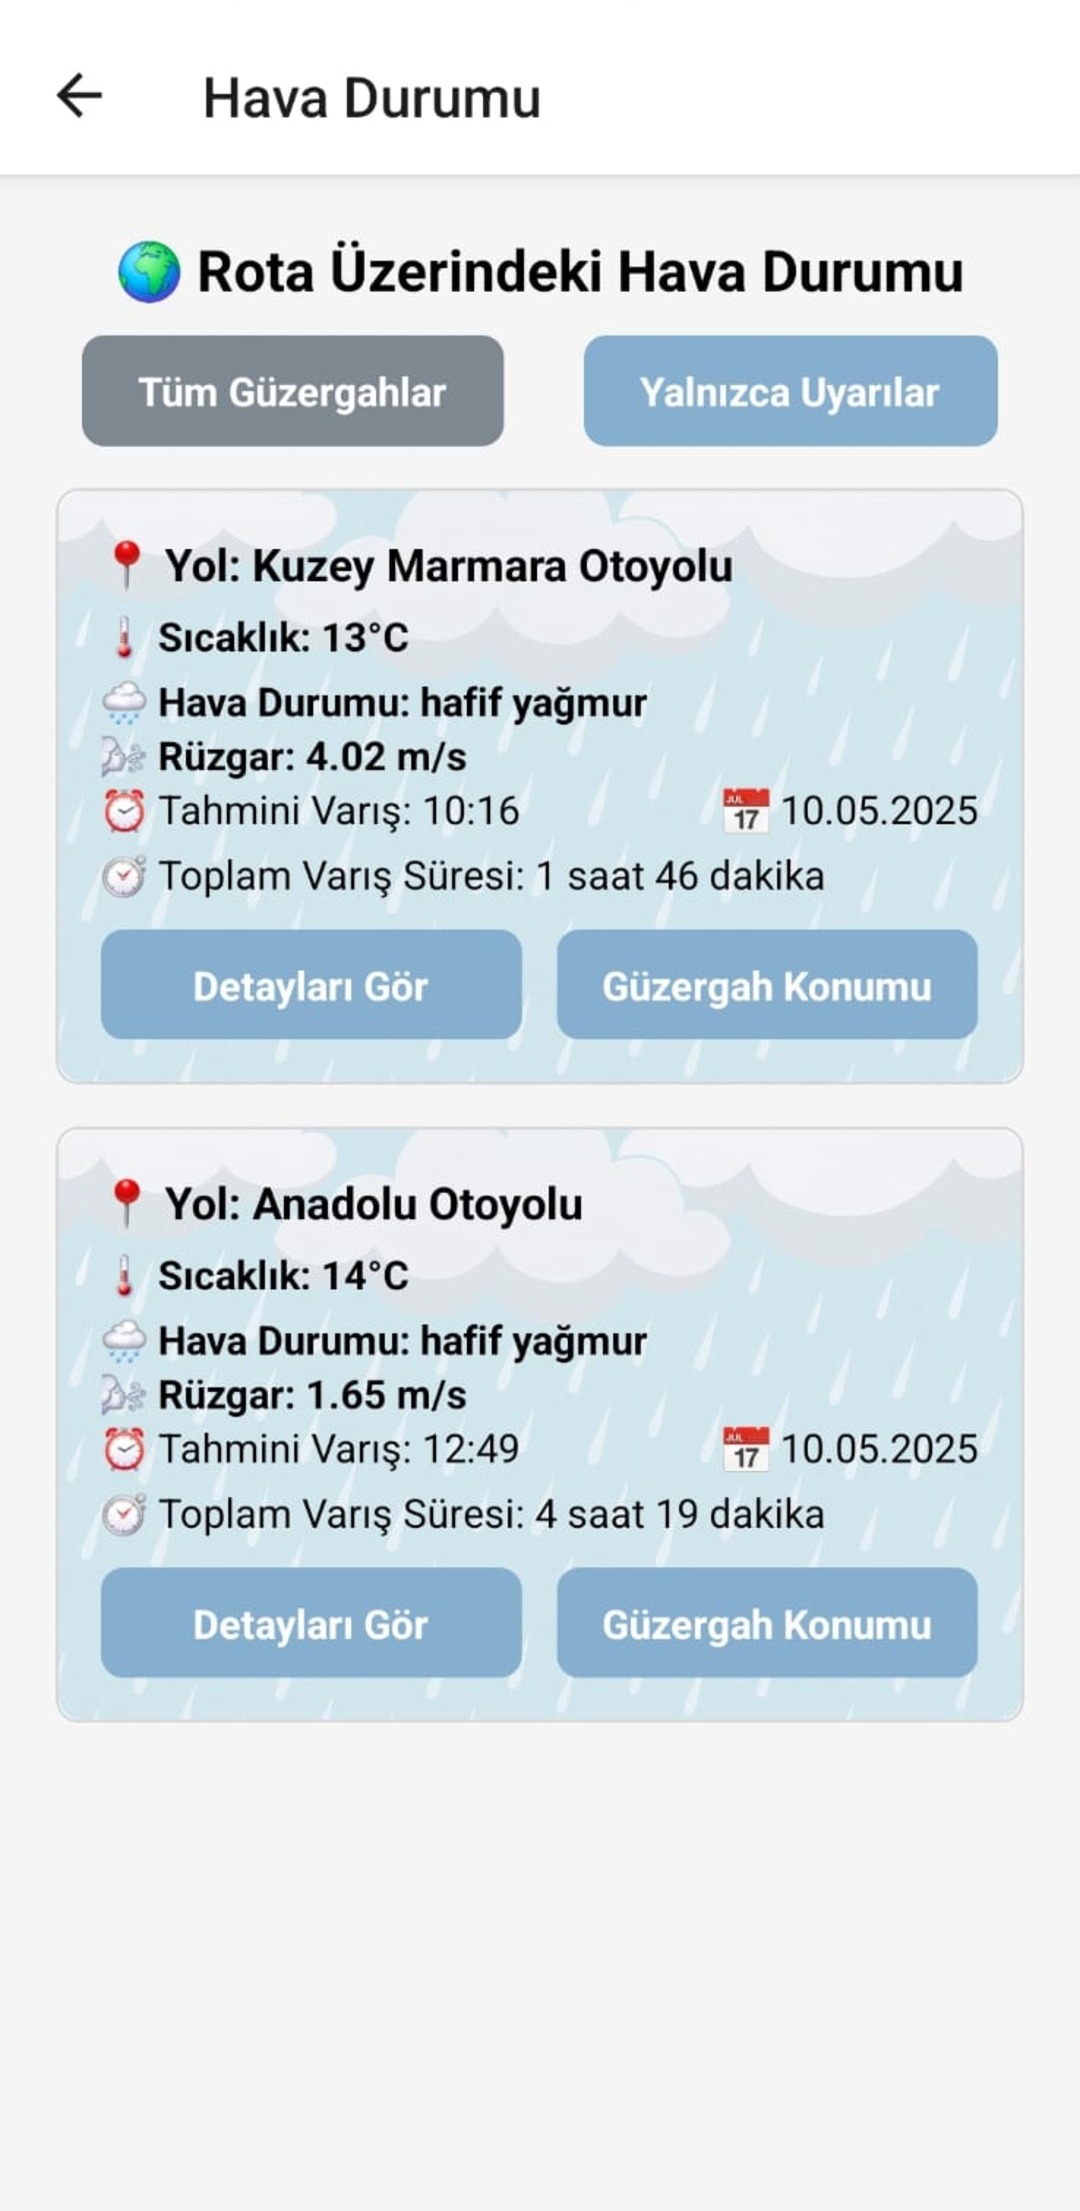 Hava Durumu
Rota Üzerindeki Hava Durumu
Tüm Güzergahlar
Yalnızca Uyarılar
Yol: Kuzey Marmara Otoyolu
Sıcaklık: 13°C
Hava Durumu: hafif yağmur
Rüzgar: 4.02 m/s
Tahmini Varış: 10:16 JUL 17 10.05.2025
Toplam Varış Süresi: 1 saat 46 dakika
Detayları Gör
Güzergah Konumu
Yol: Anadolu Otoyolu
Sıcaklık: 14°C
Hava Durumu: hafif yağmur
Rüzgar: 1.65 m/s
Tahmini Varış: 12:49 JUL 17 10.05.2025
Toplam Varış Süresi: 4 saat 19 dakika
Detayları Gör
Güzergah Konumu